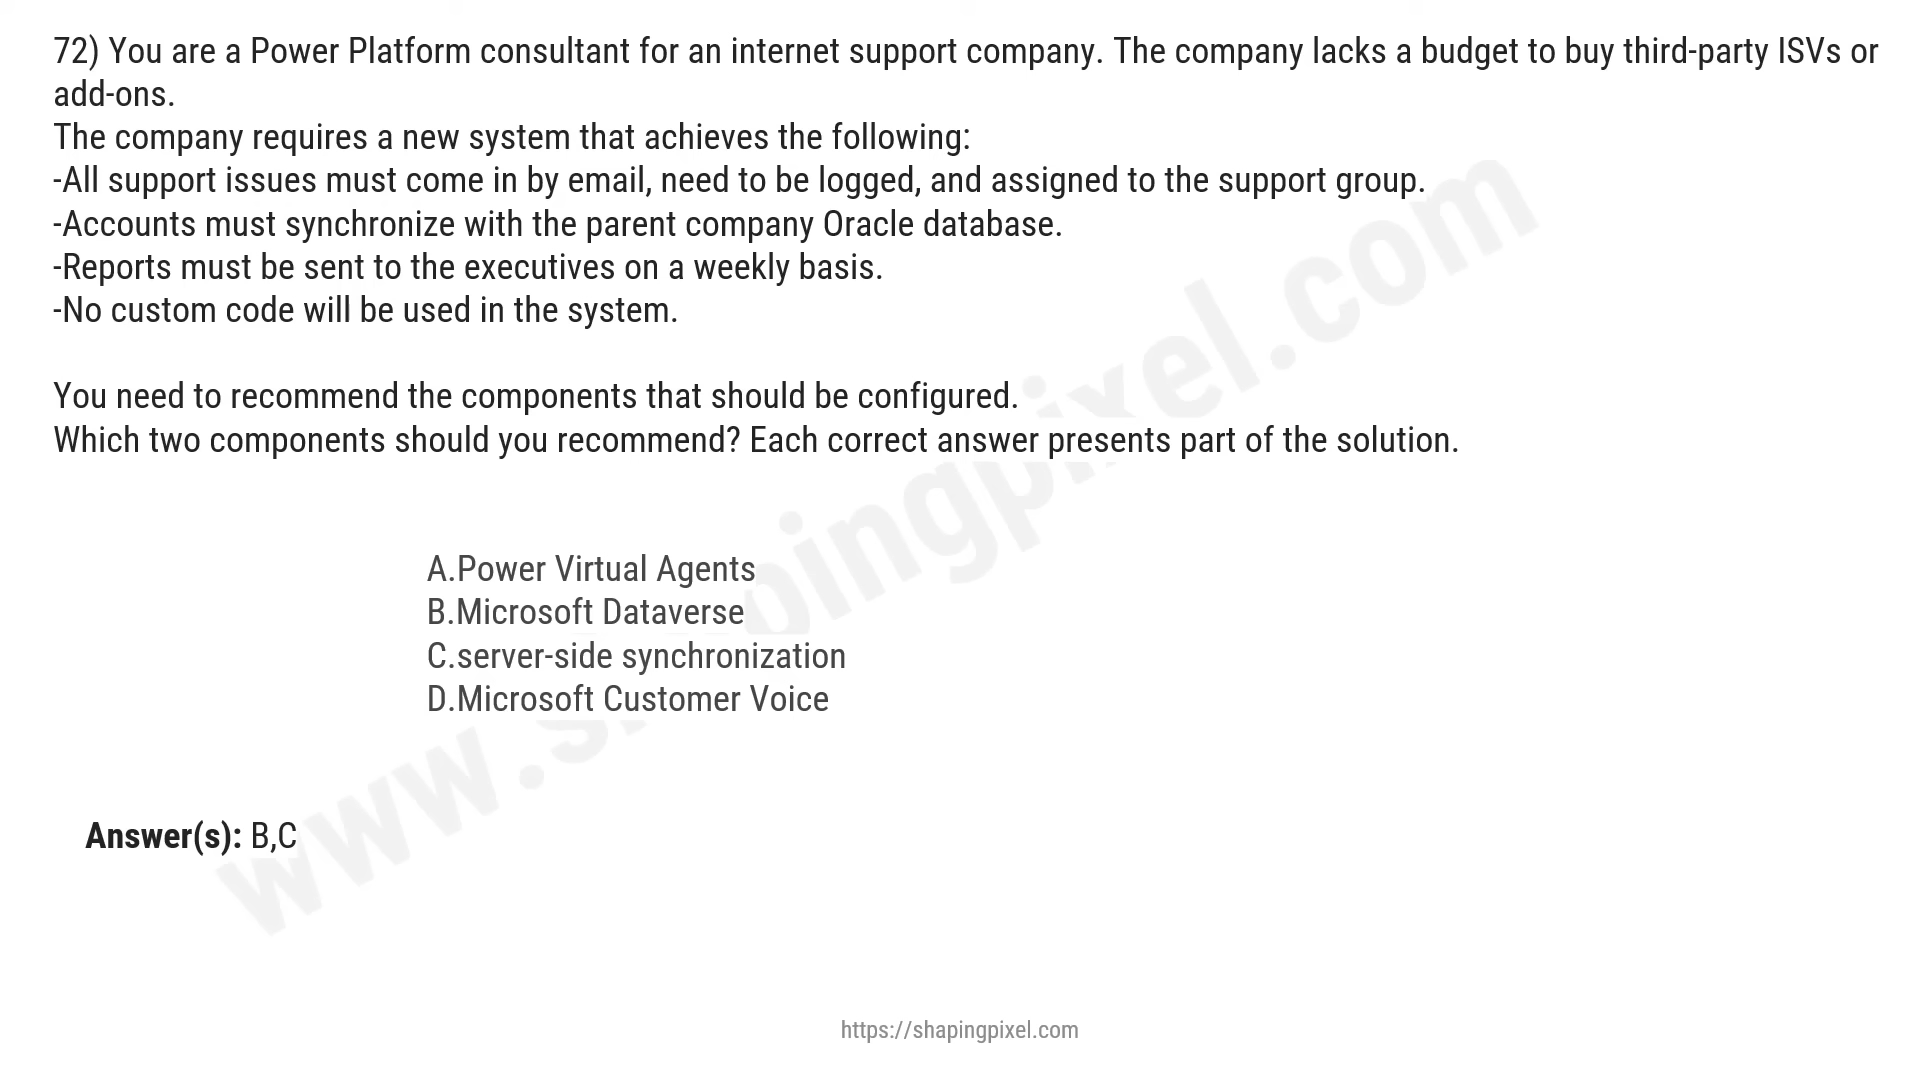 72) You are a Power Platform consultant for an internet support company. The company lacks a budget to buy third-party ISVs or
add-ons.
The company requires a new system that achieves the following:
-All support issues must come in by email, need to be logged, and assigned to the support group.
-Accounts must synchronize with the parent company Oracle database.
-Reports must be sent to the executives on a weekly basis.
-No custom code will be used in the system.
You need to recommend the components that should be configured.
Which two components should you recommend? Each correct answer presents part of the solution.
A.Power Virtual Agents
B.Microsoft Dataverse
C.server-side synchronization
D.Microsoft Customer Voice
Answer(s): B,C
www.shapingpixel.com
https://shapingpixel.com